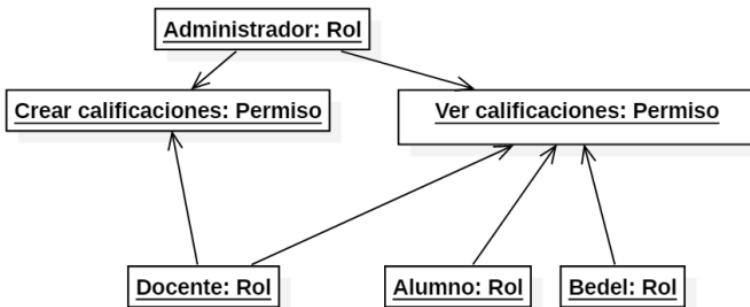 Administrador: Rol
Crear calificaciones: Permiso
Ver calificaciones: Permiso
Docente: Rol
Alumno: Rol
Bedel: Rol